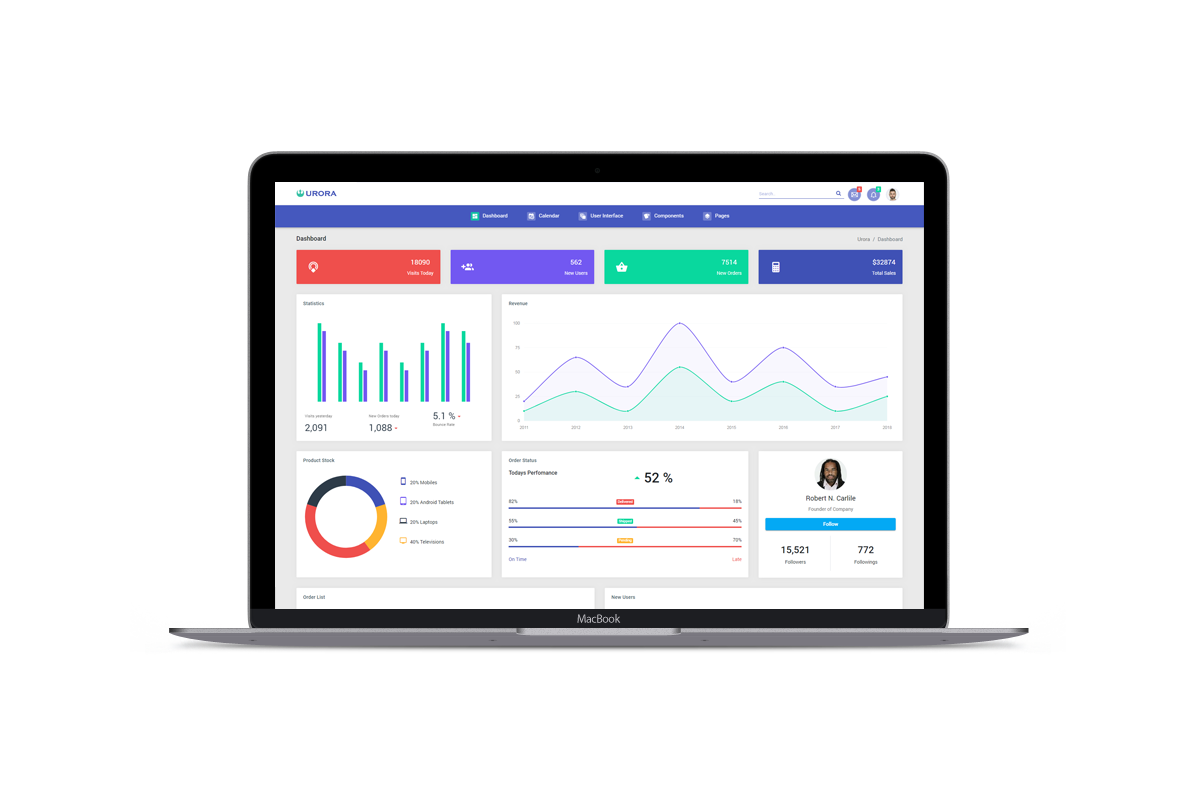 URORA
Search...
Dashboard Calendar User Interface Components Pages
Dashboard
Urora / Dashboard
18090
Visits Today
562
New Users
7514
New Orders
$32874
Total Sales
Statistics
Visits yesterday
2,091
New Orders today
1,088
5.1 %
Bounce Rate
Revenue
100
75
50
25
0
2011 2012 2013 2014 2015 2016 2017 2018
Product Stock
20% Mobiles
20% Android Tablets
20% Laptops
40% Televisions
Order Status
Todays Perfomance
52 %
82% Delivered 18%
55% Shipped 45%
30% Pending 70%
On Time Late
Robert N. Carlile
Founder of Company
Follow
15,521
Followers
772
Followings
Order List
New Users
MacBook